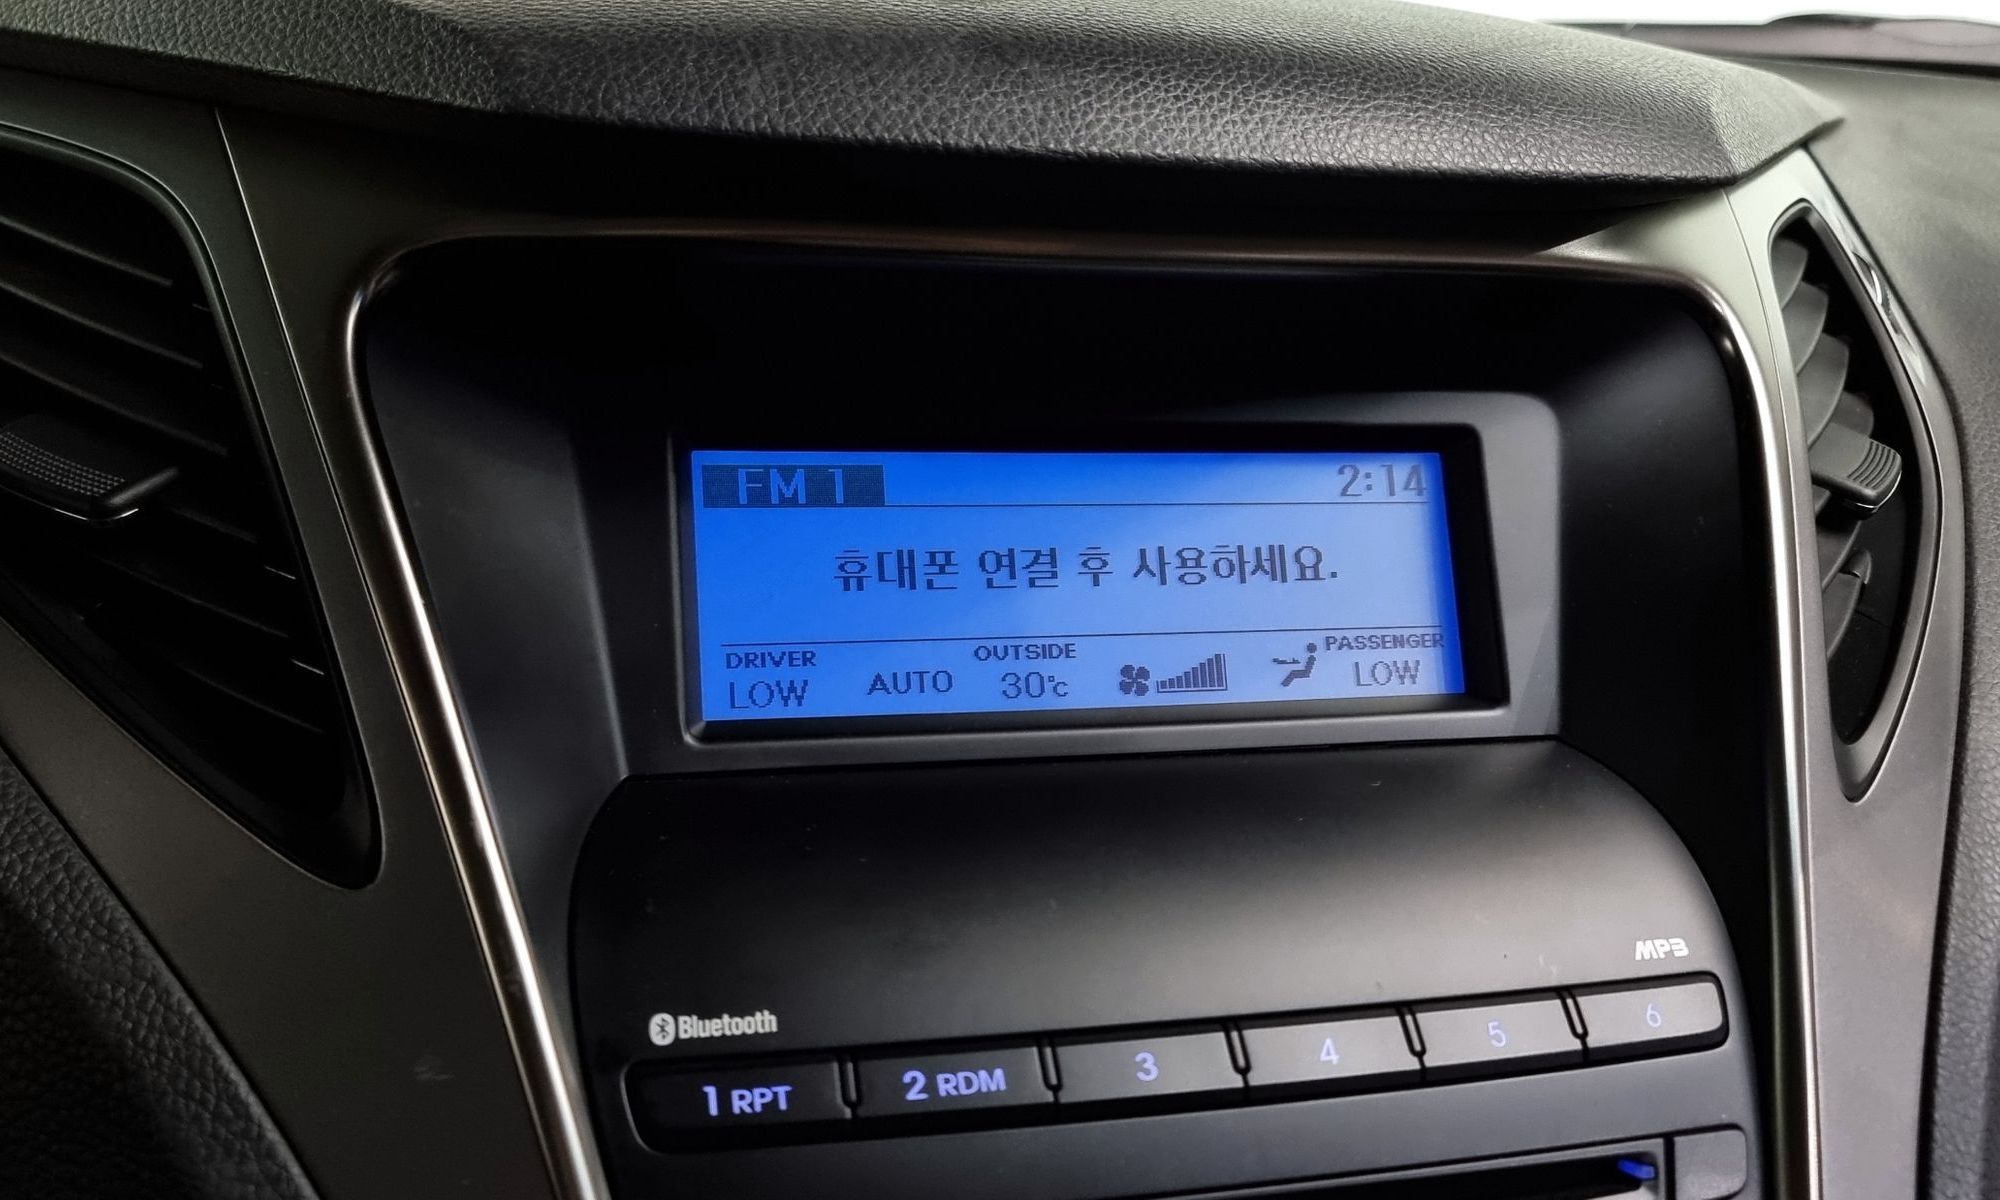 FM 1 2:14
휴대폰 연결 후 사용하세요.
DRIVER OUTSIDE PASSENGER
LOW AUTO 30℃ LOW
MP3
Bluetooth
1 RPT 2 RDM 3 4 5 6